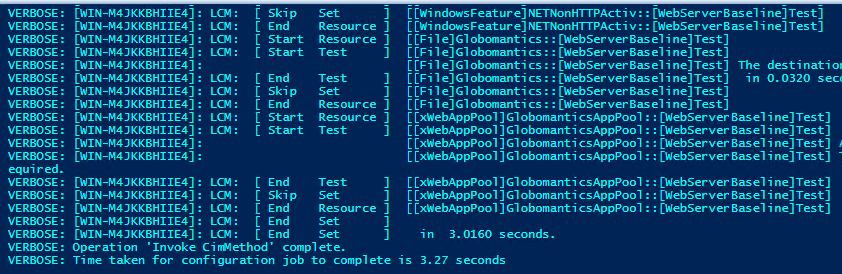 VERBOSE: [WIN-M4JKKBHIIE4]: LCM:  [ Skip   Set      ]  [[WindowsFeature]NETNonHTTPActiv::[WebServerBaseline]Test]
VERBOSE: [WIN-M4JKKBHIIE4]: LCM:  [ End    Resource ]  [[WindowsFeature]NETNonHTTPActiv::[WebServerBaseline]Test]
VERBOSE: [WIN-M4JKKBHIIE4]: LCM:  [ Start  Resource ]  [[File]Globomantics::[WebServerBaseline]Test]
VERBOSE: [WIN-M4JKKBHIIE4]: LCM:  [ Start  Test     ]  [[File]Globomantics::[WebServerBaseline]Test]
VERBOSE: [WIN-M4JKKBHIIE4]:                            [[File]Globomantics::[WebServerBaseline]Test] The destination
VERBOSE: [WIN-M4JKKBHIIE4]: LCM:  [ End    Test     ]  [[File]Globomantics::[WebServerBaseline]Test]  in 0.0320 seco
VERBOSE: [WIN-M4JKKBHIIE4]: LCM:  [ Skip   Set      ]  [[File]Globomantics::[WebServerBaseline]Test]
VERBOSE: [WIN-M4JKKBHIIE4]: LCM:  [ End    Resource ]  [[File]Globomantics::[WebServerBaseline]Test]
VERBOSE: [WIN-M4JKKBHIIE4]: LCM:  [ Start  Resource ]  [[xWebAppPool]GlobomanticsAppPool::[WebServerBaseline]Test]
VERBOSE: [WIN-M4JKKBHIIE4]: LCM:  [ Start  Test     ]  [[xWebAppPool]GlobomanticsAppPool::[WebServerBaseline]Test]
VERBOSE: [WIN-M4JKKBHIIE4]:                            [[xWebAppPool]GlobomanticsAppPool::[WebServerBaseline]Test]
VERBOSE: [WIN-M4JKKBHIIE4]:                            [[xWebAppPool]GlobomanticsAppPool::[WebServerBaseline]Test]
equired.
VERBOSE: [WIN-M4JKKBHIIE4]: LCM:  [ End    Test     ]  [[xWebAppPool]GlobomanticsAppPool::[WebServerBaseline]Test]
VERBOSE: [WIN-M4JKKBHIIE4]: LCM:  [ Skip   Set      ]  [[xWebAppPool]GlobomanticsAppPool::[WebServerBaseline]Test]
VERBOSE: [WIN-M4JKKBHIIE4]: LCM:  [ End    Resource ]  [[xWebAppPool]GlobomanticsAppPool::[WebServerBaseline]Test]
VERBOSE: [WIN-M4JKKBHIIE4]: LCM:  [ End    Set      ]
VERBOSE: [WIN-M4JKKBHIIE4]: LCM:  [ End    Set      ]    in  3.0160 seconds.
VERBOSE: Operation 'Invoke CimMethod' complete.
VERBOSE: Time taken for configuration job to complete is 3.27 seconds